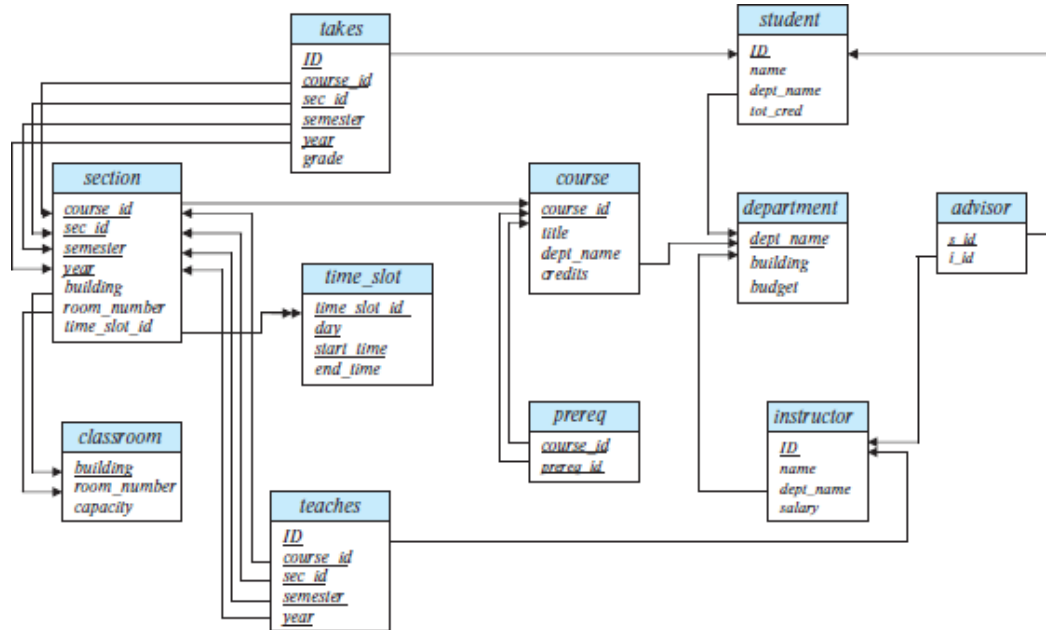 takes
ID
course_id
sec_id
semester
year
grade
student
ID
name
dept_name
tot_cred
section
course_id
sec_id
semester
year
building
room_number
time_slot_id
course
course_id
title
dept_name
credits
department
dept_name
building
budget
advisor
s_id
i_id
time_slot
time_slot_id
day
start_time
end_time
prereq
course_id
prereq_id
instructor
ID
name
dept_name
salary
classroom
building
room_number
capacity
teaches
ID
course_id
sec_id
semester
year